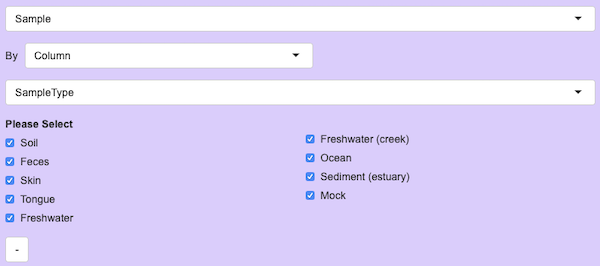 Sample
By Column
SampleType
Please Select
Soil
Feces
Skin
Tongue
Freshwater
Freshwater (creek)
Ocean
Sediment (estuary)
Mock
-